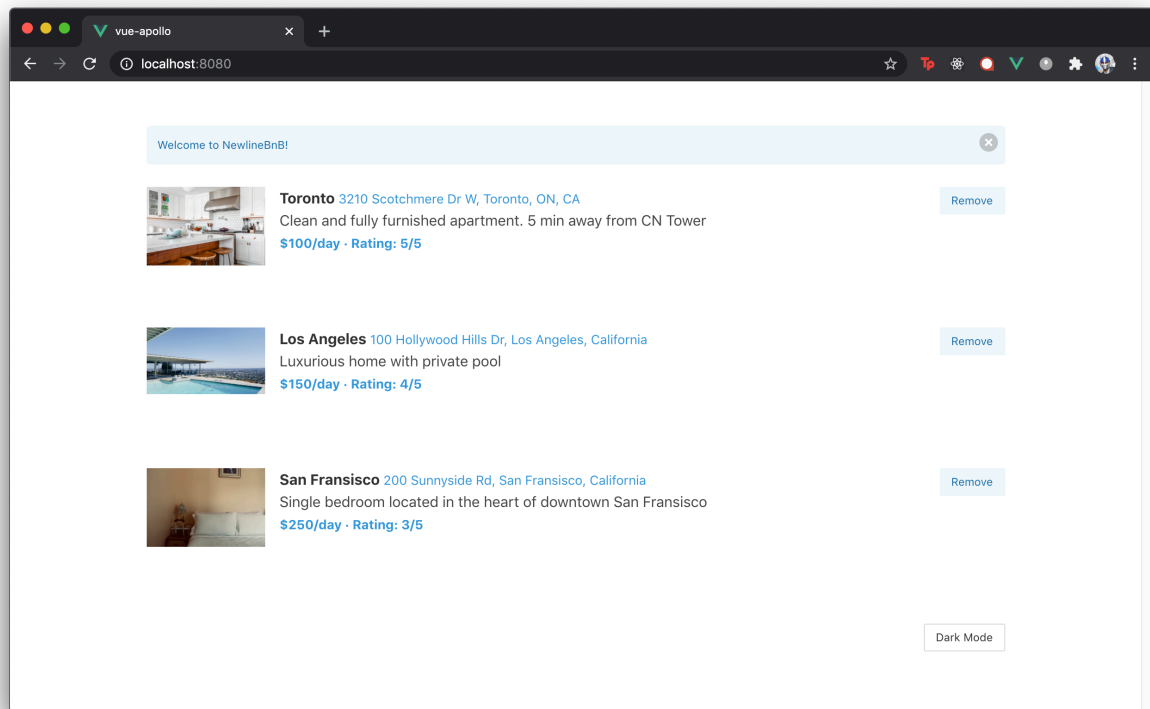 vue-apollo
localhost:8080
Tp
Welcome to NewlineBnB!
Toronto 3210 Scotchmere Dr W, Toronto, ON, CA
Remove
Clean and fully furnished apartment. 5 min away from CN Tower
$100/day · Rating: 5/5
Los Angeles 100 Hollywood Hills Dr, Los Angeles, California
Remove
Luxurious home with private pool
$150/day · Rating: 4/5
San Fransisco 200 Sunnyside Rd, San Fransisco, California
Remove
Single bedroom located in the heart of downtown San Fransisco
$250/day · Rating: 3/5
Dark Mode